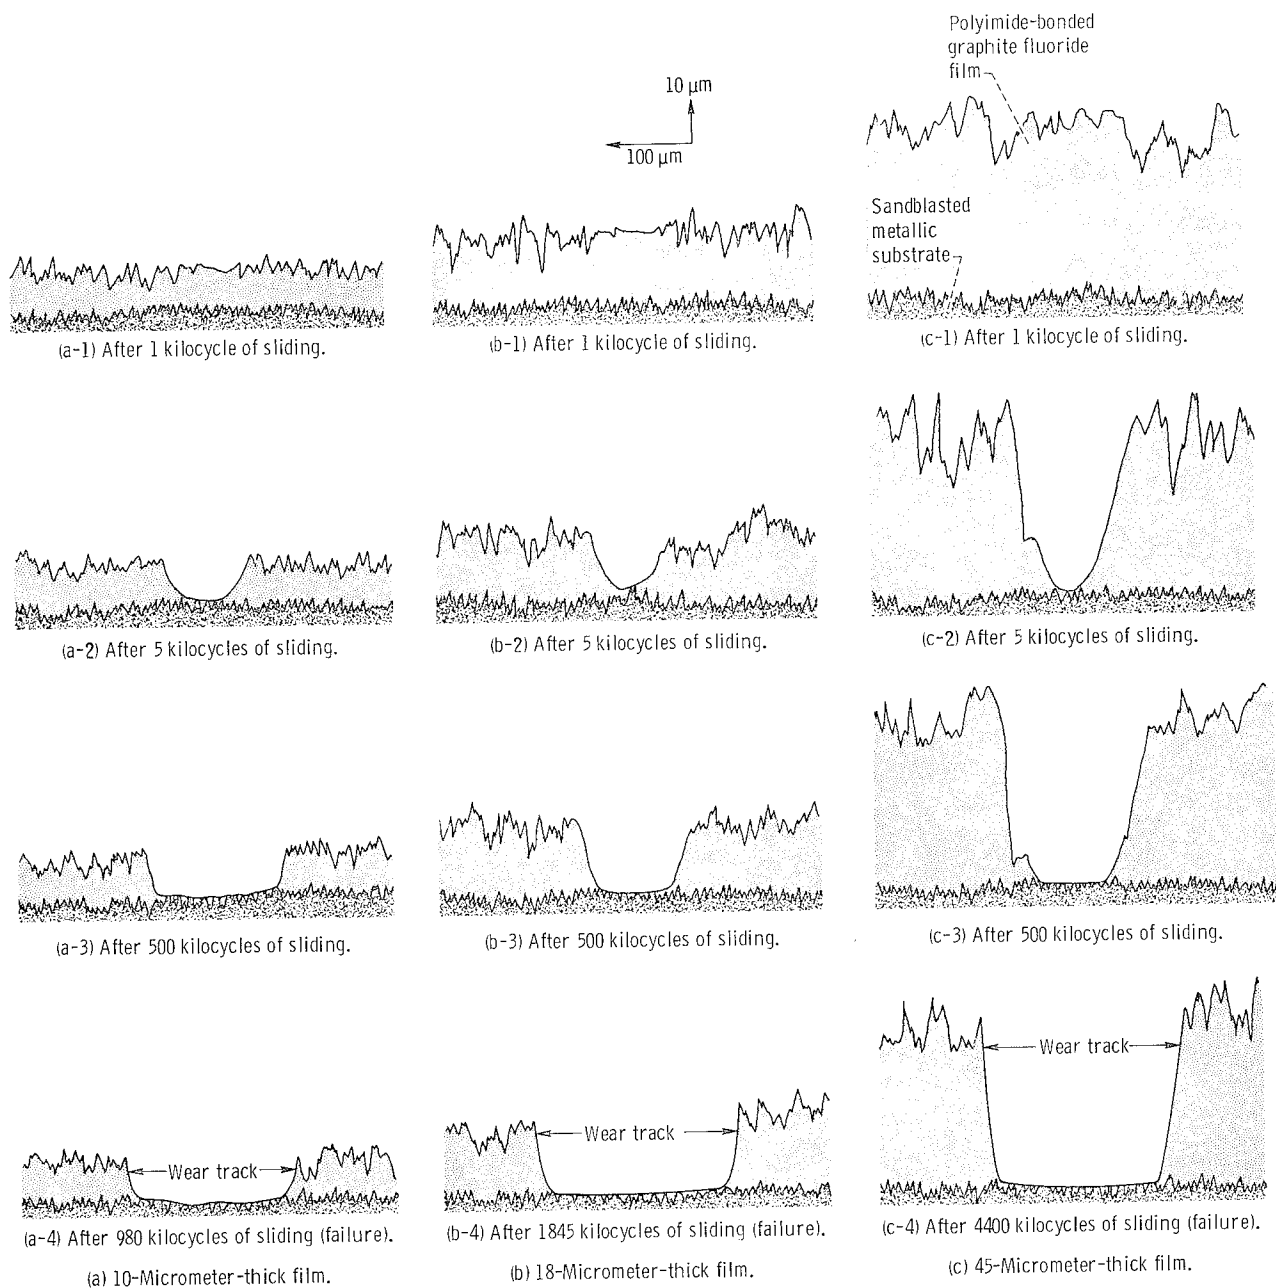 Polyimide-bonded
graphite fluoride
film
10 μm
100 μm
Sandblasted
metallic
substrate
(a-1) After 1 kilocycle of sliding.
(b-1) After 1 kilocycle of sliding.
(c-1) After 1 kilocycle of sliding.
(a-2) After 5 kilocycles of sliding.
(b-2) After 5 kilocycles of sliding.
(c-2) After 5 kilocycles of sliding.
(a-3) After 500 kilocycles of sliding.
(b-3) After 500 kilocycles of sliding.
(c-3) After 500 kilocycles of sliding.
Wear track
Wear track
Wear track
(a-4) After 980 kilocycles of sliding (failure).
(b-4) After 1845 kilocycles of sliding (failure).
(c-4) After 4400 kilocycles of sliding (failure).
(a) 10-Micrometer-thick film.
(b) 18-Micrometer-thick film.
(c) 45-Micrometer-thick film.